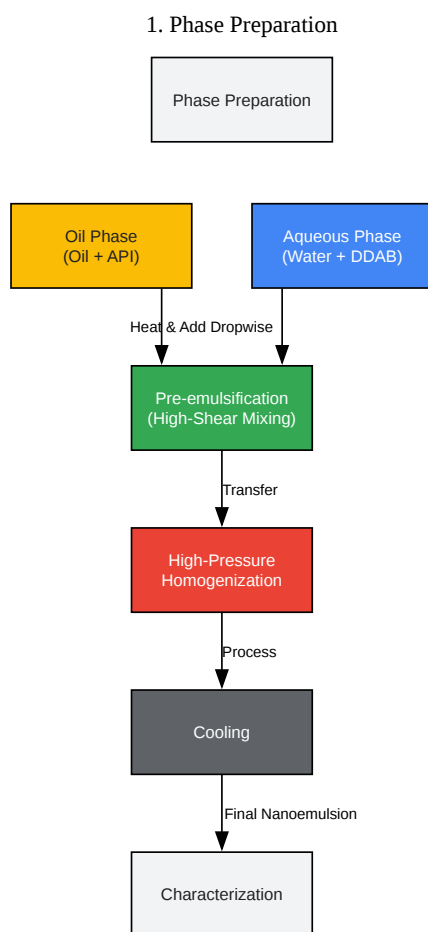 1. Phase Preparation
Phase Preparation
Oil Phase
(Oil + API)
Aqueous Phase
(Water + DDAB)
Heat & Add Dropwise
Pre-emulsification
(High-Shear Mixing)
Transfer
High-Pressure
Homogenization
Process
Cooling
Final Nanoemulsion
Characterization